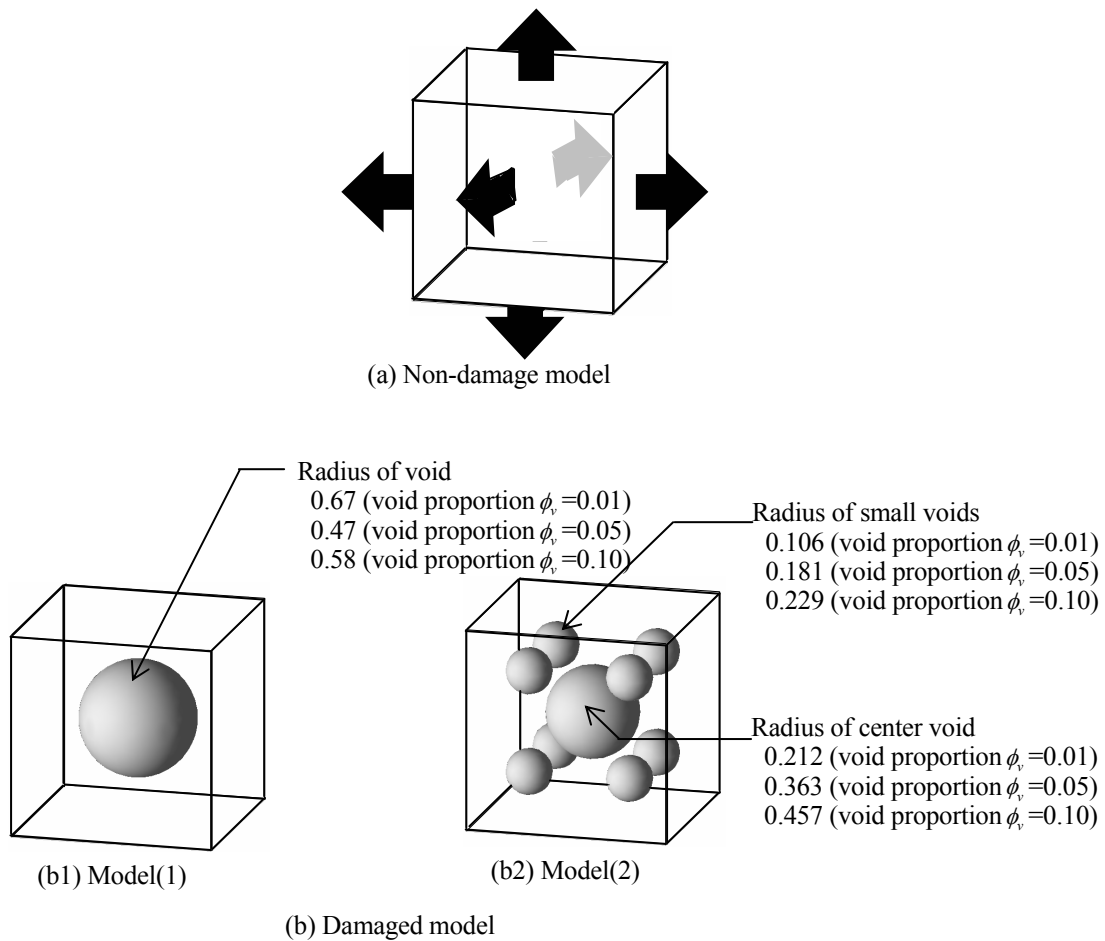 (a) Non-damage model
Radius of void
0.67 (void proportion ϕv =0.01)
0.47 (void proportion ϕv =0.05)
0.58 (void proportion ϕv =0.10)
Radius of small voids
0.106 (void proportion ϕv =0.01)
0.181 (void proportion ϕv =0.05)
0.229 (void proportion ϕv =0.10)
Radius of center void
0.212 (void proportion ϕv =0.01)
0.363 (void proportion ϕv =0.05)
0.457 (void proportion ϕv =0.10)
(b1) Model(1)
(b2) Model(2)
(b) Damaged model